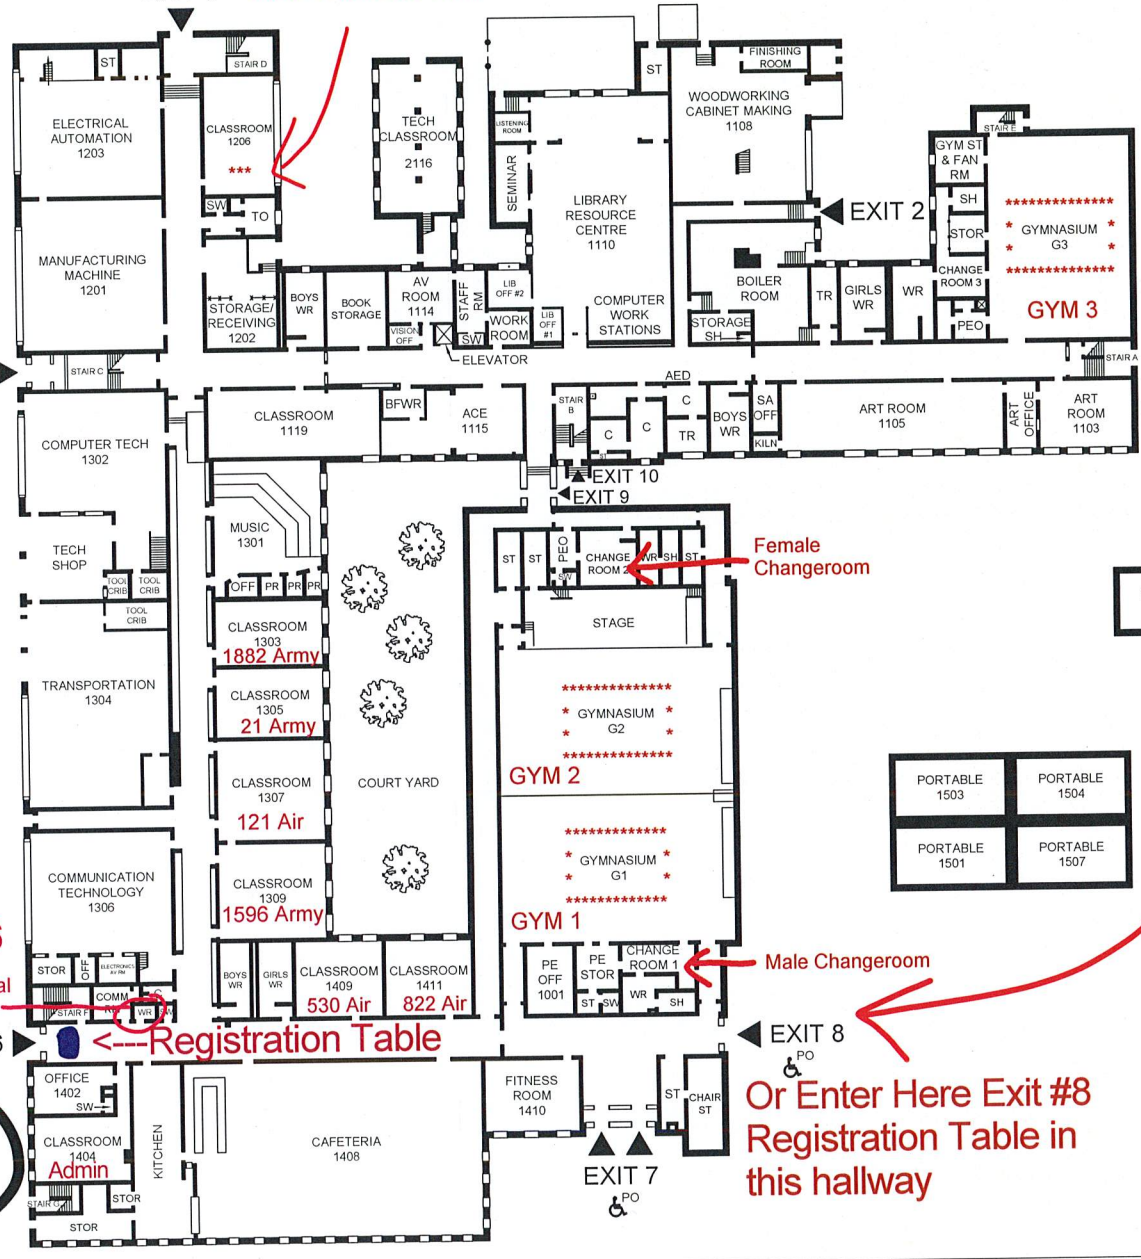 STAIR D
ST
ELECTRICAL
AUTOMATION
1203
CLASSROOM
1206
***
SW
TO
MANUFACTURING
MACHINE
1201
STORAGE/
RECEIVING
1202
BOYS
WR
BOOK
STORAGE
TECH
CLASSROOM
2116
AV
ROOM
1114
VISION
OFF
STAFF
RM
SW
LIB
OFF #2
WORK
ROOM
LIB
OFF
#1
ELEVATOR
LISTENING
ROOM
SEMINAR
LIBRARY
RESOURCE
CENTRE
1110
COMPUTER
WORK
STATIONS
ST
FINISHING
ROOM
WOODWORKING
CABINET MAKING
1108
EXIT 2
BOILER
ROOM
STORAGE
SH
TR
GIRLS
WR
WR
STAIR E
GYM ST
& FAN
RM
SH
STOR
CHANGE
ROOM 3
PEO
**************
* GYMNASIUM *
* G3 *
**************
GYM 3
STAIR A
STAIR C
COMPUTER TECH
1302
CLASSROOM
1119
BFWR
ACE
1115
STAIR
B
C
C
AED
C
TR
BOYS
WR
SA
OFF
KILN
ART ROOM
1105
ART
OFFICE
ART
ROOM
1103
EXIT 10
EXIT 9
MUSIC
1301
OFF
PR
PR
PR
TECH
SHOP
TOOL
CRIB
TOOL
CRIB
TOOL
CRIB
TRANSPORTATION
1304
CLASSROOM
1303
1882 Army
CLASSROOM
1305
21 Army
CLASSROOM
1307
121 Air
CLASSROOM
1309
1596 Army
COURT YARD
ST
ST
PEO
SW
CHANGE
ROOM 2
WR
SH
ST
Female
Changeroom
STAGE
**************
* GYMNASIUM *
* G2 *
**************
GYM 2
*************
* GYMNASIUM *
* G1 *
*************
GYM 1
PORTABLE
1503
PORTABLE
1504
PORTABLE
1501
PORTABLE
1507
COMMUNICATION
TECHNOLOGY
1306
STOR
OFF
ELECTRONICS
AV RM
STAIR F
COMM
WR
SW
C
BOYS
WR
GIRLS
WR
CLASSROOM
1409
530 Air
CLASSROOM
1411
822 Air
PE
OFF
1001
PE
STOR
ST
SW
CHANGE
ROOM 1
WR
SH
Male Changeroom
al
6
<---Registration Table
EXIT 8
PO
OFFICE
1402
SW
CLASSROOM
1404
Admin
STAIR G
STOR
STOR
KITCHEN
CAFETERIA
1408
FITNESS
ROOM
1410
ST
CHAIR
ST
EXIT 7
PO
Or Enter Here Exit #8
Registration Table in
this hallway